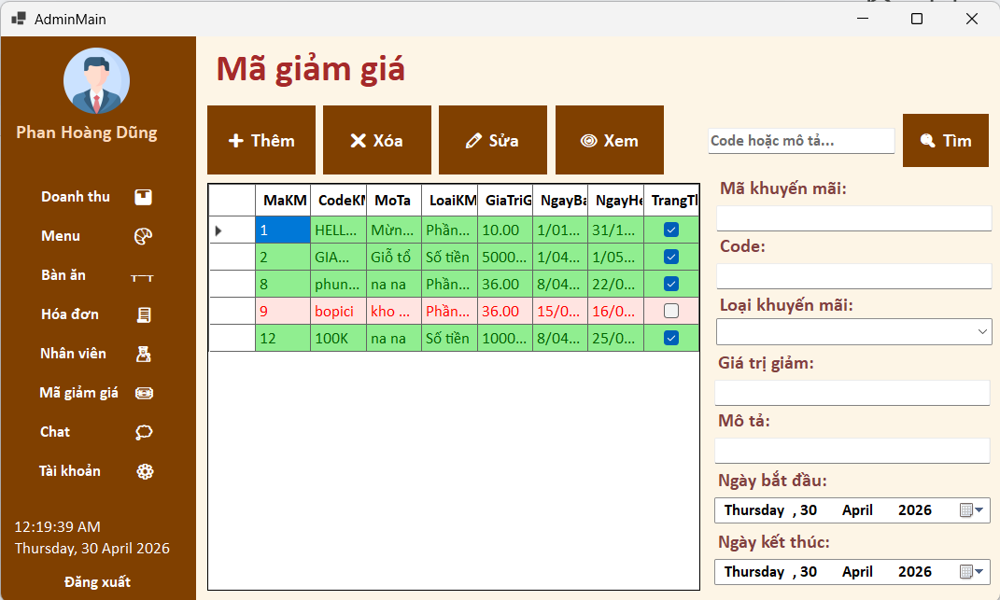 AdminMain
Phan Hoàng Dũng
Doanh thu
Menu
Bàn ăn
Hóa đơn
Nhân viên
Mã giảm giá
Chat
Tài khoản
12:19:39 AM
Thursday, 30 April 2026
Đăng xuất
Mã giảm giá
Thêm
Xóa
Sửa
Xem
Code hoặc mô tả...
Tìm
MaKM CodeKM MoTa LoaiKM GiaTriG NgayBa NgayHe TrangTh
1 HELL... Mừn... Phần... 10.00 1/01... 31/1...
2 GIA... Giỗ tổ Số tiền 5000... 1/04... 1/05...
8 phun... na na Phần... 36.00 8/04... 22/0...
9 bopici kho ... Phần... 36.00 15/0... 16/0...
12 100K na na Số tiền 1000... 8/04... 25/0...
Mã khuyến mãi:
Code:
Loại khuyến mãi:
Giá trị giảm:
Mô tả:
Ngày bắt đầu:
Thursday , 30 April 2026
Ngày kết thúc:
Thursday , 30 April 2026